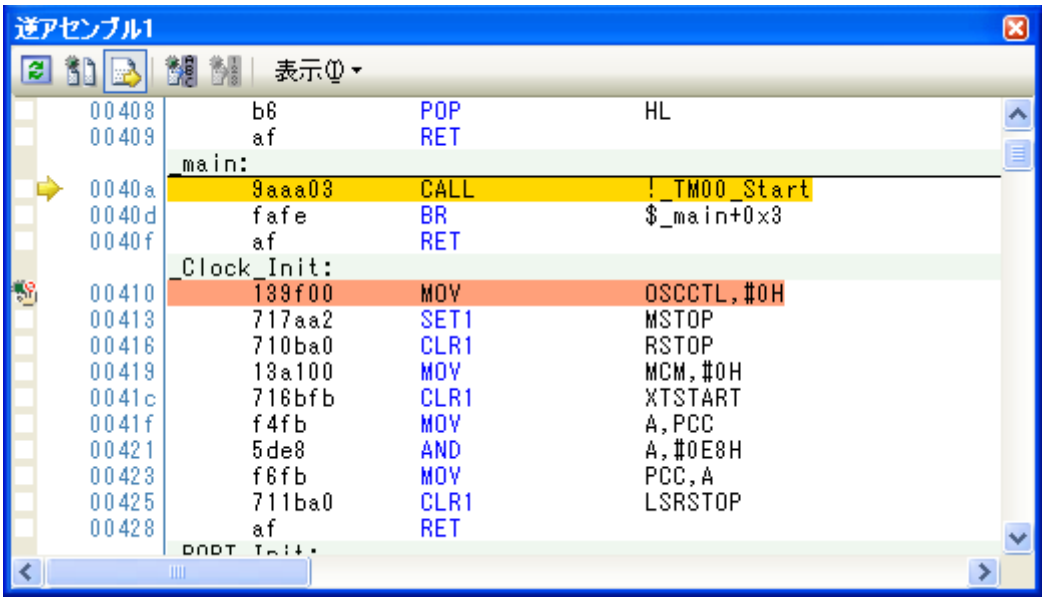 逆アセンブル1
表示(I)
00408 b6 POP HL
00409 af RET
_main:
0040a 9aaa03 CALL !_TM00_Start
0040d fafe BR $_main+0x3
0040f af RET
_Clock_Init:
00410 139f00 MOV OSCCTL,#0H
00413 717aa2 SET1 MSTOP
00416 710ba0 CLR1 RSTOP
00419 13a100 MOV MCM,#0H
0041c 716bfb CLR1 XTSTART
0041f f4fb MOV A,PCC
00421 5de8 AND A,#0E8H
00423 f6fb MOV PCC,A
00425 711ba0 CLR1 LSRSTOP
00428 af RET
_PORT_Init: